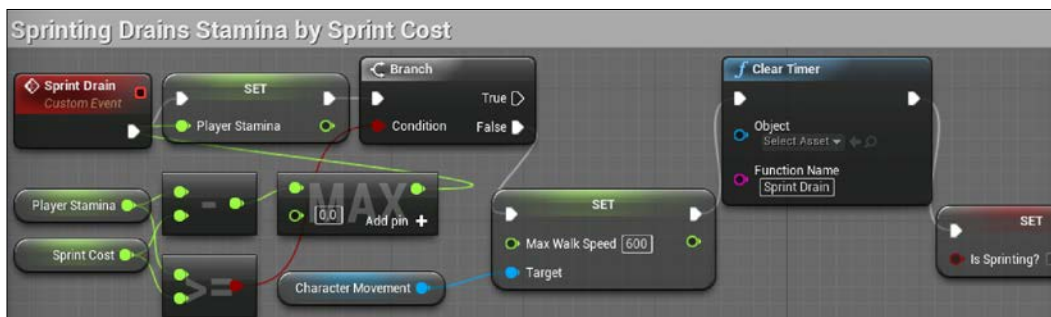 Sprinting Drains Stamina by Sprint Cost
Sprint Drain
Custom Event
SET
Player Stamina
Branch
True
Condition
False
Clear Timer
Object
Select Asset
Function Name
Sprint Drain
Player Stamina
-
Sprint Cost
>=
MAX
0.0
Add pin +
Character Movement
SET
Max Walk Speed 600
Target
SET
Is Sprinting?